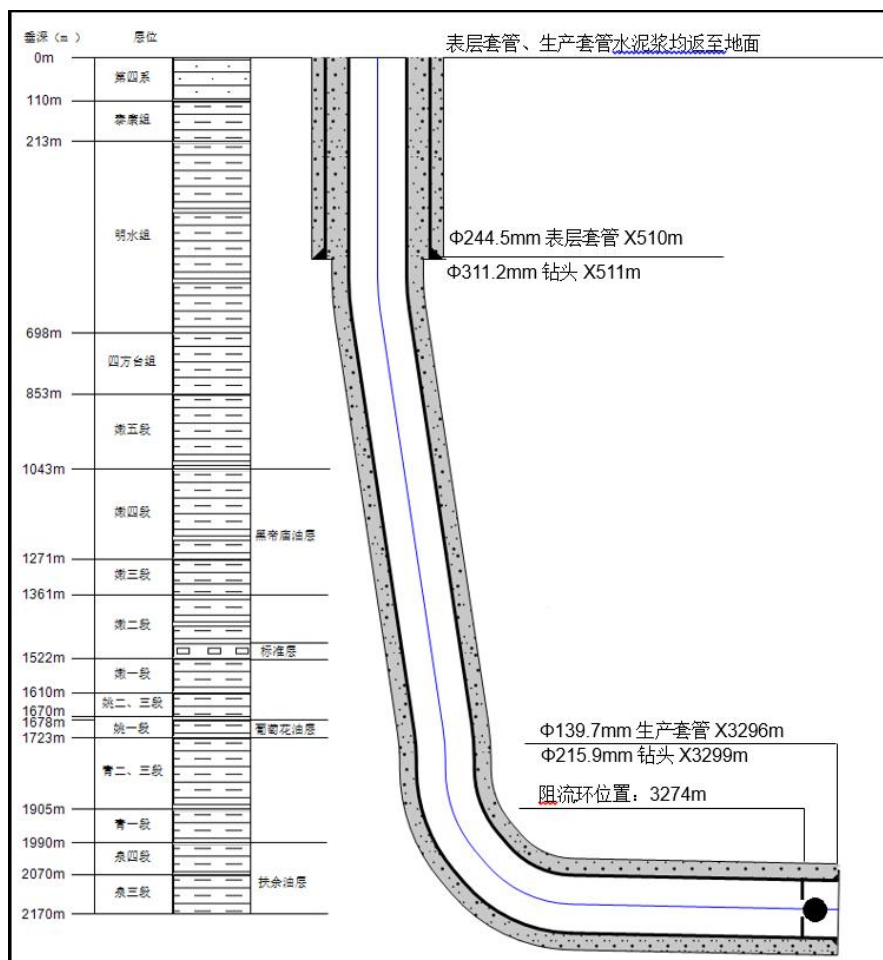 垂深（m） 层位
表层套管、生产套管水泥浆均返至地面
0m
第四系
110m
泰康组
213m
明水组
Φ244.5mm 表层套管 X510m
Φ311.2mm 钻头 X511m
698m
四方台组
853m
嫩五段
1043m
嫩四段
黑帝庙油层
1271m
嫩三段
1361m
嫩二段
标准层
1522m
嫩一段
1610m
姚二、三段
1670m
1678m
姚一段
葡萄花油层
1723m
Φ139.7mm 生产套管 X3296m
Φ215.9mm 钻头 X3299m
青二、三段
阻流环位置：3274m
1905m
青一段
1990m
泉四段
2070m
扶余油层
泉三段
2170m